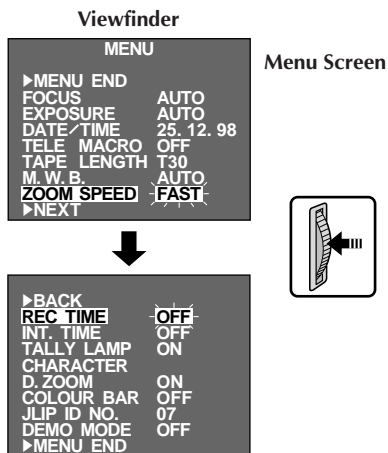 Viewfinder
Menu Screen
MENU
▶MENU END
FOCUS AUTO
EXPOSURE AUTO
DATE/TIME 25. 12. 98
TELE MACRO OFF
TAPE LENGTH T30
M. W. B. AUTO
ZOOM SPEED FAST
▶NEXT
▶BACK
REC TIME OFF
INT. TIME OFF
TALLY LAMP ON
CHARACTER
D. ZOOM ON
COLOUR BAR OFF
JLIP ID NO. 07
DEMO MODE OFF
▶MENU END